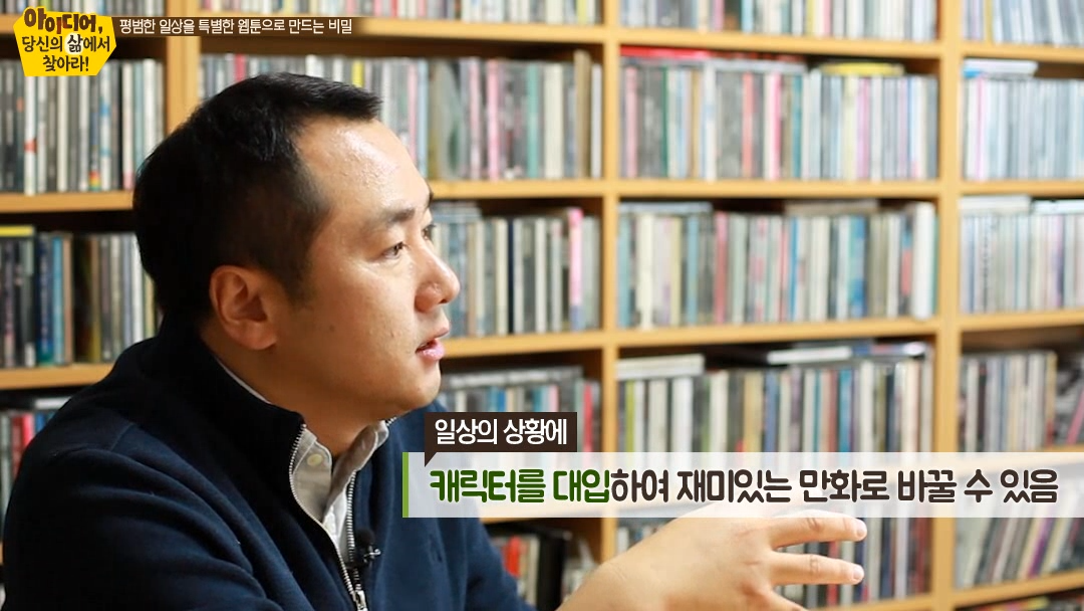 아이디어,
당신의 삶에서
찾아라!
평범한 일상을 특별한 웹툰으로 만드는 비밀
일상의 상황에
캐릭터를 대입하여 재미있는 만화로 바꿀 수 있음